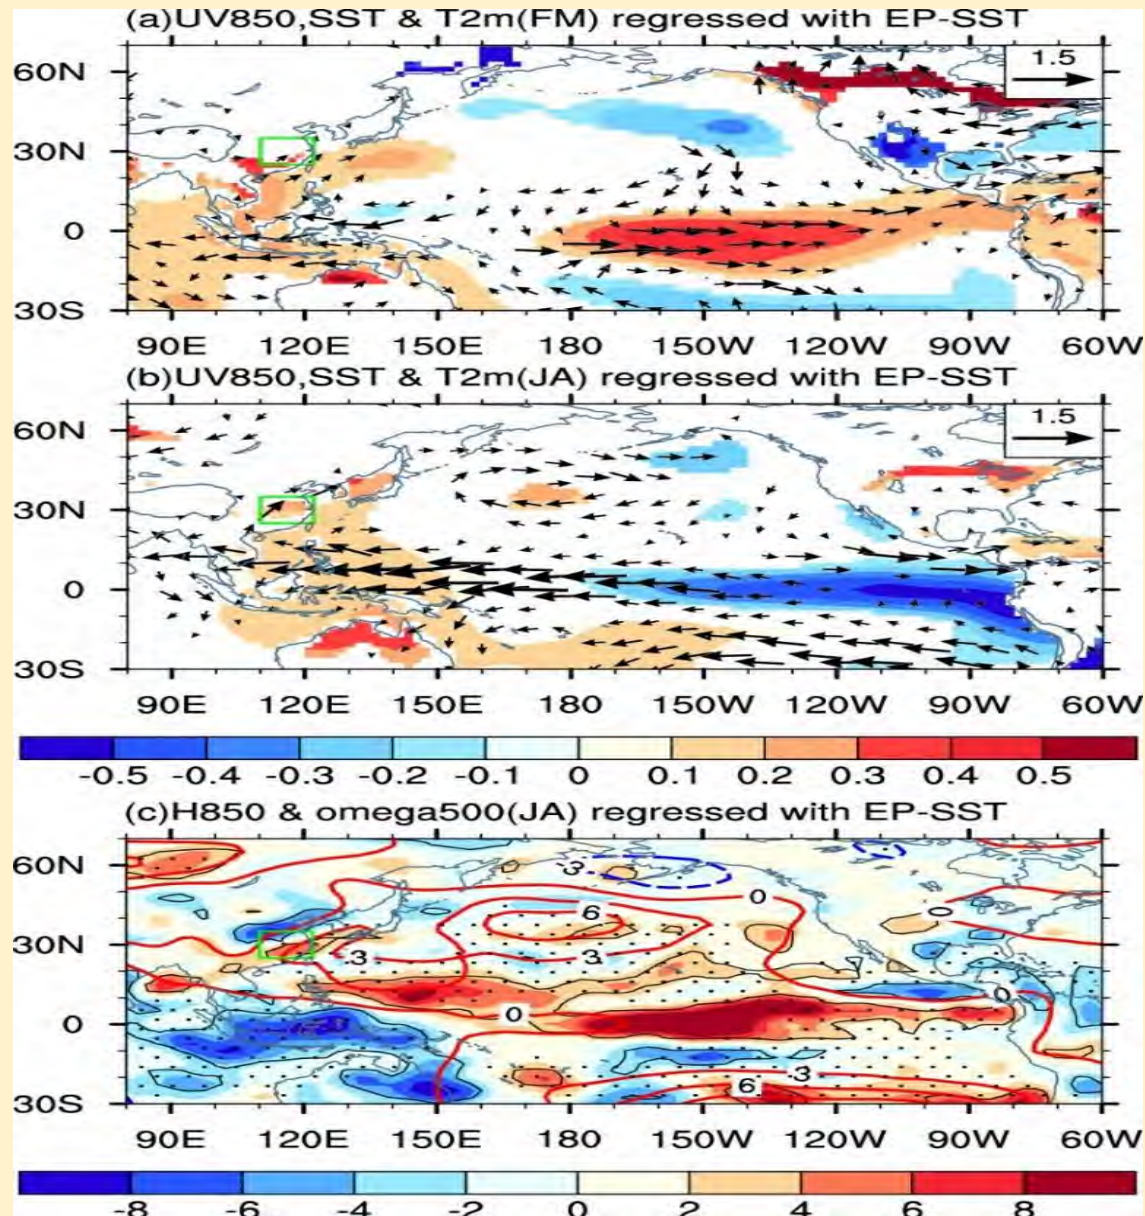 (a)UV850,SST & T2m(FM) regressed with EP-SST
1.5
60N
30N
0
30S
90E 120E 150E 180 150W 120W 90W 60W
(b)UV850,SST & T2m(JA) regressed with EP-SST
1.5
60N
30N
0
30S
90E 120E 150E 180 150W 120W 90W 60W
-0.5 -0.4 -0.3 -0.2 -0.1 0 0.1 0.2 0.3 0.4 0.5
(c)H850 & omega500(JA) regressed with EP-SST
60N
-3
0
6
0
30N
3
3
0
0
0
3
6
30S
90E 120E 150E 180 150W 120W 90W 60W
-8 -6 -4 -2 0 2 4 6 8